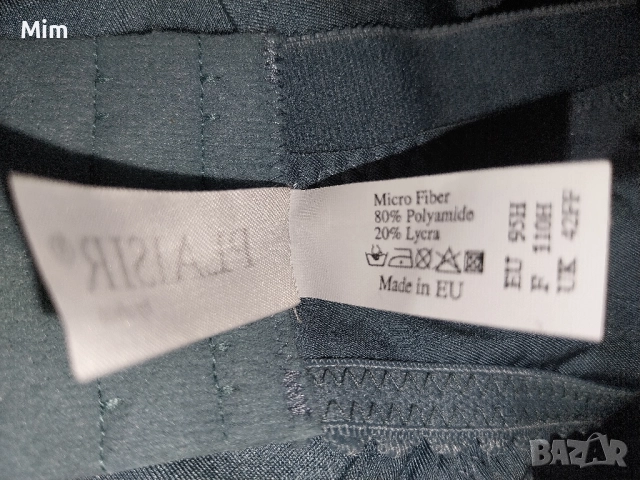 Mim
PLAISIR®
Micro Fiber
80% Polyamide
20% Lycra
Made in EU
EU 95H
F 110H
UK 42FF
BAZAR